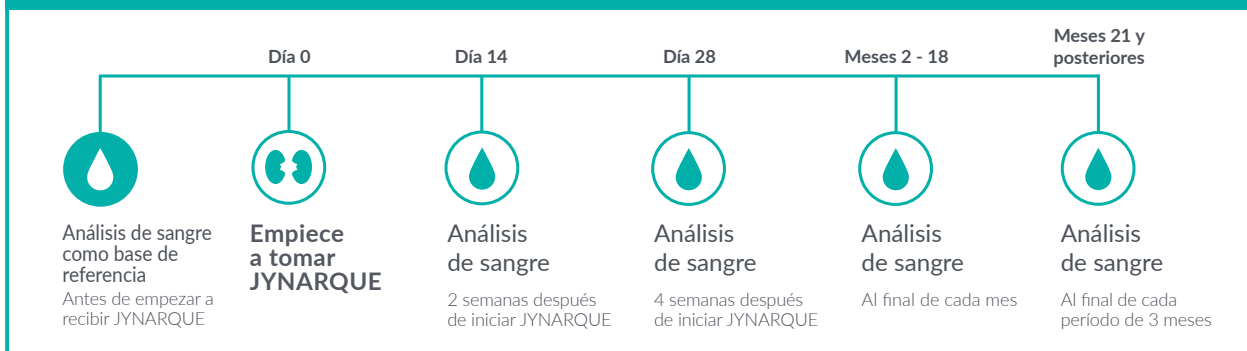 Día 0
Día 14
Día 28
Meses 2 - 18
Meses 21 y
posteriores
Análisis de sangre
como base de
referencia
Antes de empezar a
recibir JYNARQUE
Empiece
a tomar
JYNARQUE
Análisis
de sangre
2 semanas después
de iniciar JYNARQUE
Análisis
de sangre
4 semanas después
de iniciar JYNARQUE
Análisis
de sangre
Al final de cada mes
Análisis
de sangre
Al final de cada
período de 3 meses